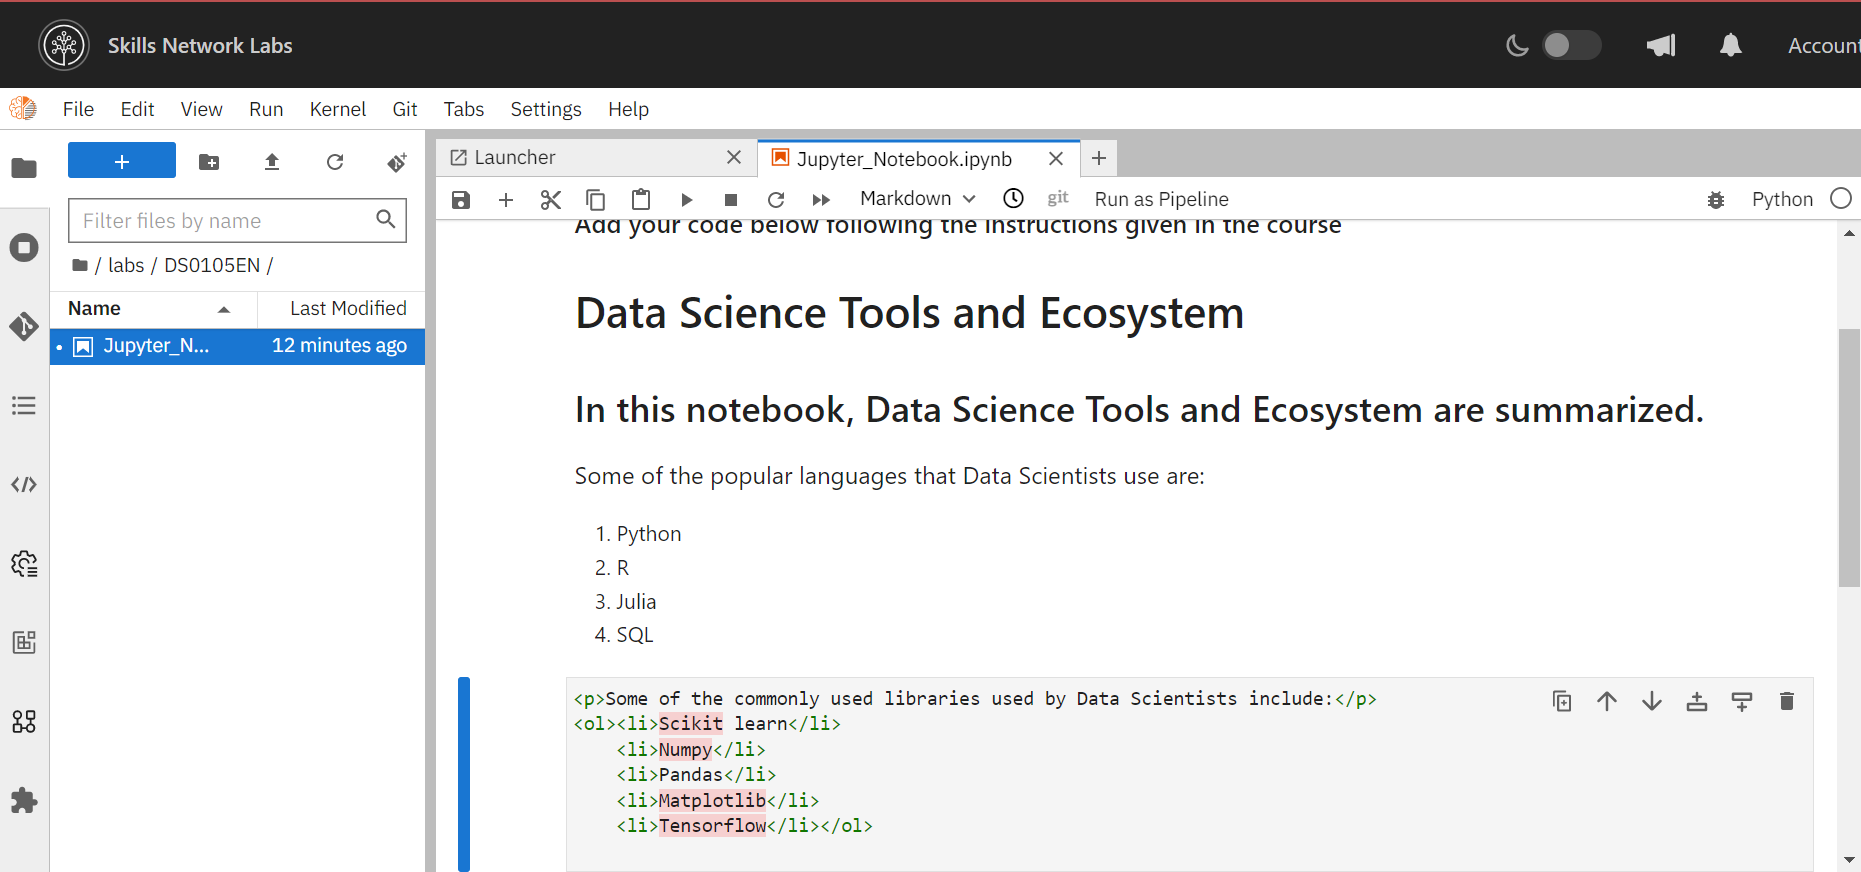 Skills Network Labs
Account
File Edit View Run Kernel Git Tabs Settings Help
+
Launcher
Jupyter_Notebook.ipynb
Markdown
git
Run as Pipeline
Python
Filter files by name
/ labs / DS0105EN /
Name Last Modified
Jupyter_N... 12 minutes ago
Add your code below following the instructions given in the course
Data Science Tools and Ecosystem
In this notebook, Data Science Tools and Ecosystem are summarized.
Some of the popular languages that Data Scientists use are:
1. Python
2. R
3. Julia
4. SQL
<p>Some of the commonly used libraries used by Data Scientists include:</p>
<ol><li>Scikit learn</li>
<li>Numpy</li>
<li>Pandas</li>
<li>Matplotlib</li>
<li>Tensorflow</li></ol>